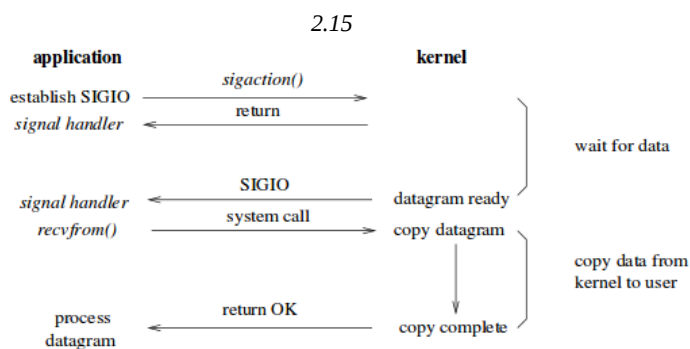 2.15
application kernel
sigaction()
establish SIGIO
return
signal handler
wait for data
SIGIO
signal handler datagram ready
system call
recvfrom() copy datagram
copy data from
kernel to user
return OK
process copy complete
datagram